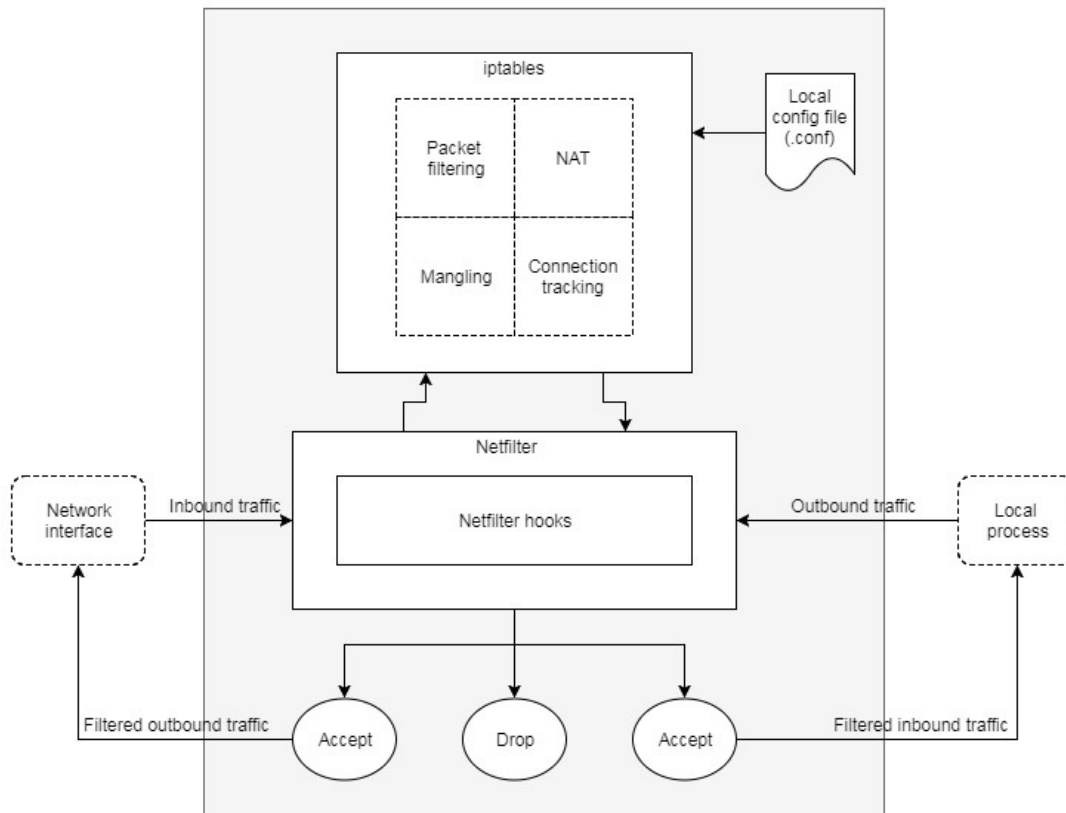 iptables
Local
config file
(.conf)
Packet
filtering
NAT
Mangling
Connection
tracking
Netfilter
Netfilter hooks
Network
interface
Inbound traffic
Outbound traffic
Local
process
Filtered outbound traffic
Accept
Drop
Accept
Filtered inbound traffic